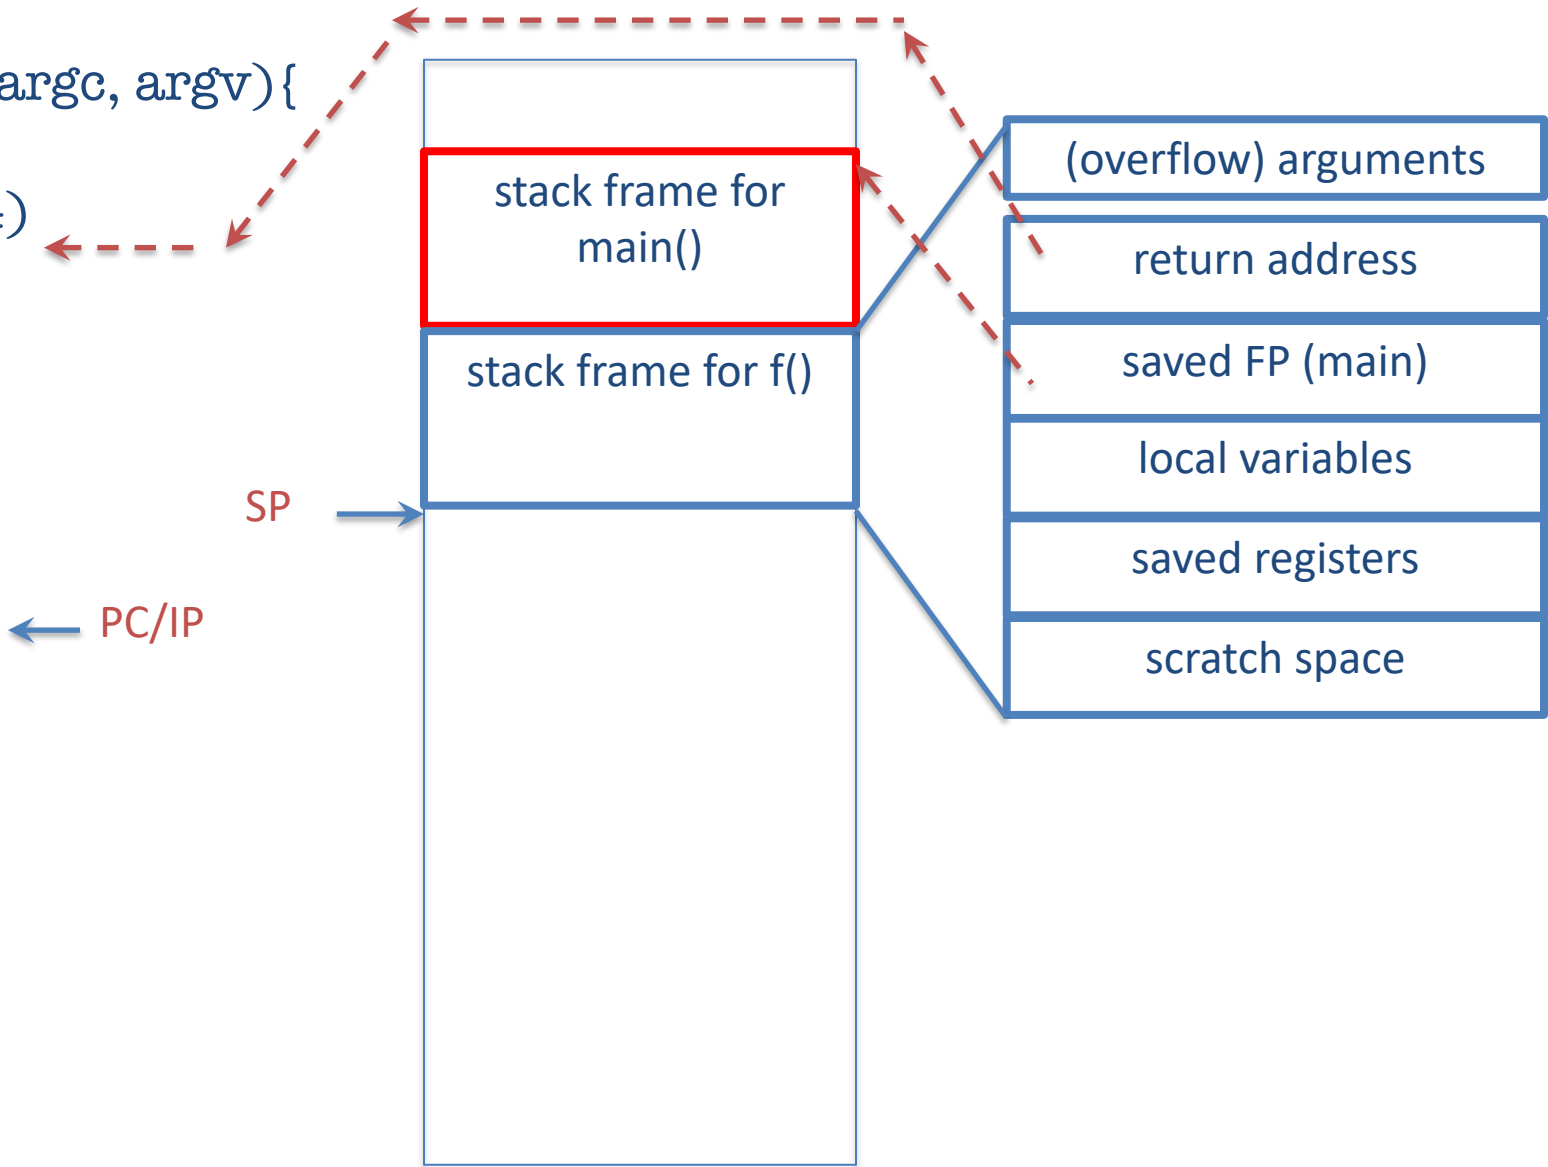 argc, argv){
)
stack frame for
main()
stack frame for f()
SP
PC/IP
(overflow) arguments
return address
saved FP (main)
local variables
saved registers
scratch space